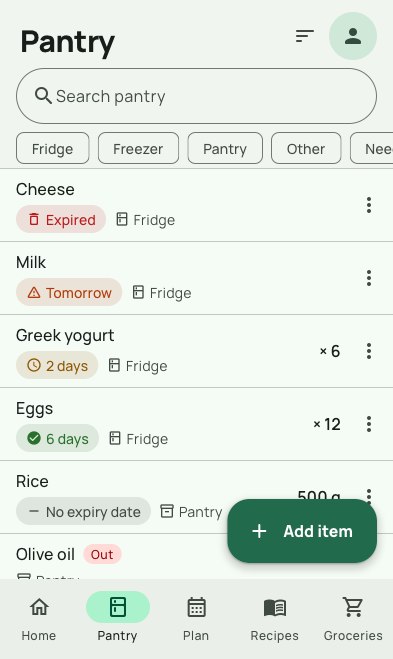 Pantry
Search pantry
Fridge Freezer Pantry Other
Cheese
Expired Fridge
Milk
Tomorrow Fridge
Greek yogurt
× 6
2 days Fridge
Eggs
× 12
6 days Fridge
Rice
500 g
No expiry date Pantry
Add item
Olive oil Out
Pantry
Home Pantry Plan Recipes Groceries